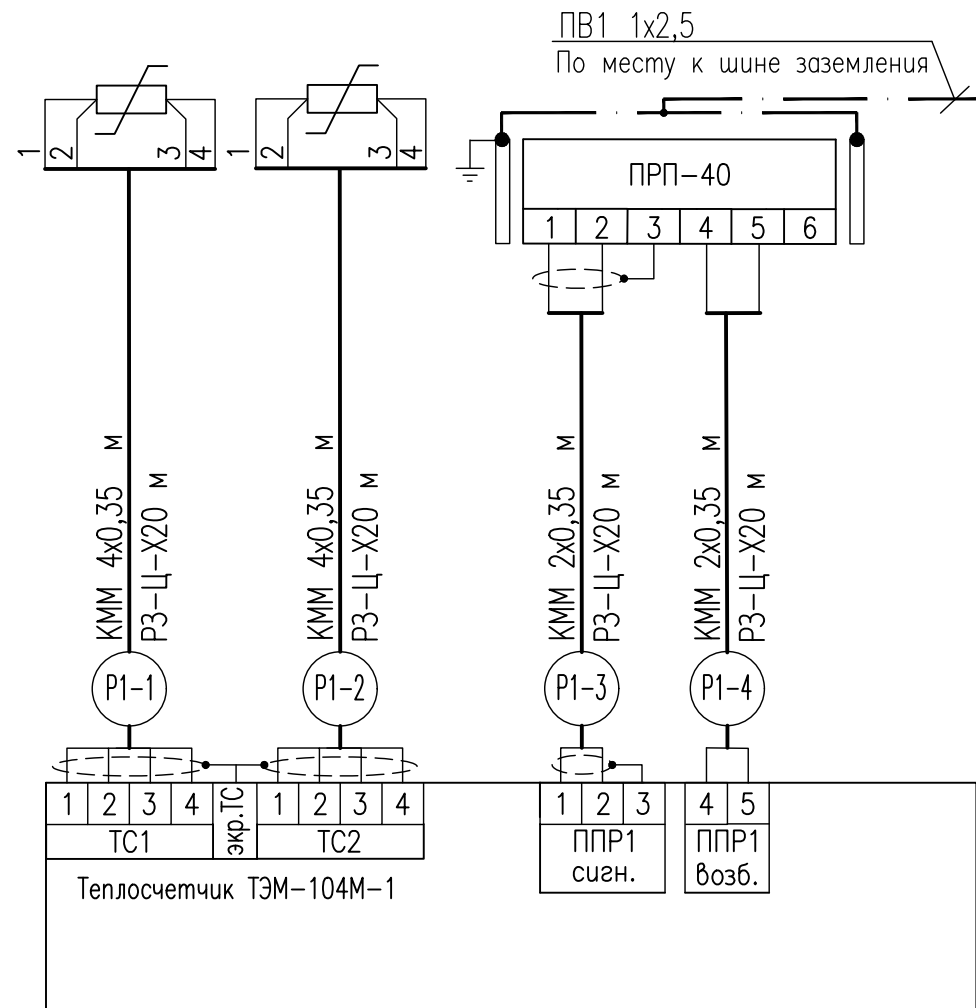 ПВ1 1х2,5
По месту к шине заземления
1 2 3 4
1 2 3 4
ПРП-40
1 2 3 4 5 6
КММ 4х0,35 м
РЗ-Ц-Х20 м
КММ 4х0,35 м
РЗ-Ц-Х20 м
КММ 2х0,35 м
РЗ-Ц-Х20 м
КММ 2х0,35 м
РЗ-Ц-Х20 м
Р1-1
Р1-2
Р1-3
Р1-4
1 2 3 4
экр.ТС
1 2 3 4
1 2 3
4 5
ТС1
ТС2
ППР1
сигн.
ППР1
возб.
Теплосчетчик ТЭМ-104М-1